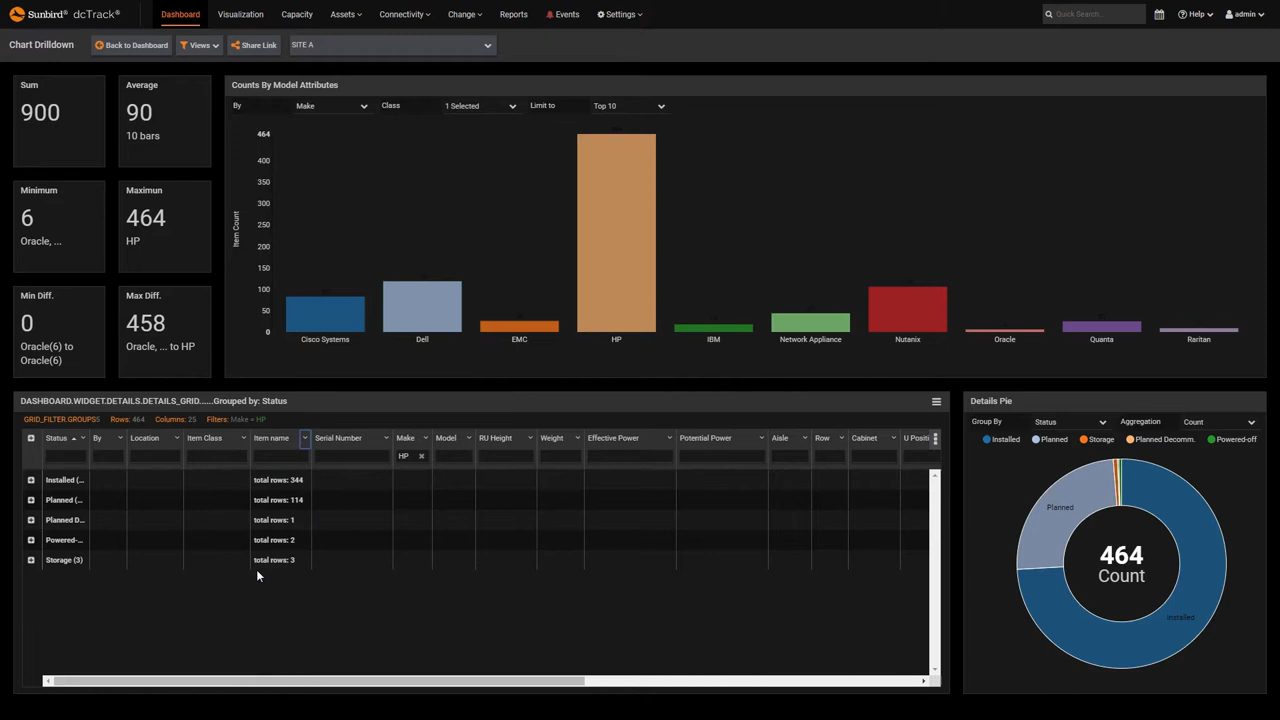 Sunbird® dcTrack® Dashboard Visualization Capacity Assets Connectivity Change Reports Events Settings Quick Search... Help admin
Chart Drilldown Back to Dashboard Views Share Link SITE A
Sum
900
Average
90
10 bars
Minimum
6
Oracle, ...
Maximun
464
HP
Min Diff.
0
Oracle(6) to
Oracle(6)
Max Diff.
458
Oracle, ... to HP
Counts By Model Attributes
By Make Class 1 Selected Limit to Top 10
464
400
350
300
250
200
150
100
50
0
Item Count
Cisco Systems Dell EMC HP IBM Network Appliance Nutanix Oracle Quanta Raritan
DASHBOARD.WIDGET.DETAILS.DETAILS_GRID......Grouped by: Status
GRID_FILTER.GROUPS5 Rows: 464 Columns: 25 Filters: Make = HP
Status By Location Item Class Item name Serial Number Make Model RU Height Weight Effective Power Potential Power Aisle Row Cabinet U Positi
HP
Installed (... total rows: 344
Planned (... total rows: 114
Planned D... total rows: 1
Powered-... total rows: 2
Storage (3) total rows: 3
Details Pie
Group By Status Aggregation Count
Installed Planned Storage Planned Decomm. Powered-off
Planned
464
Count
Installed